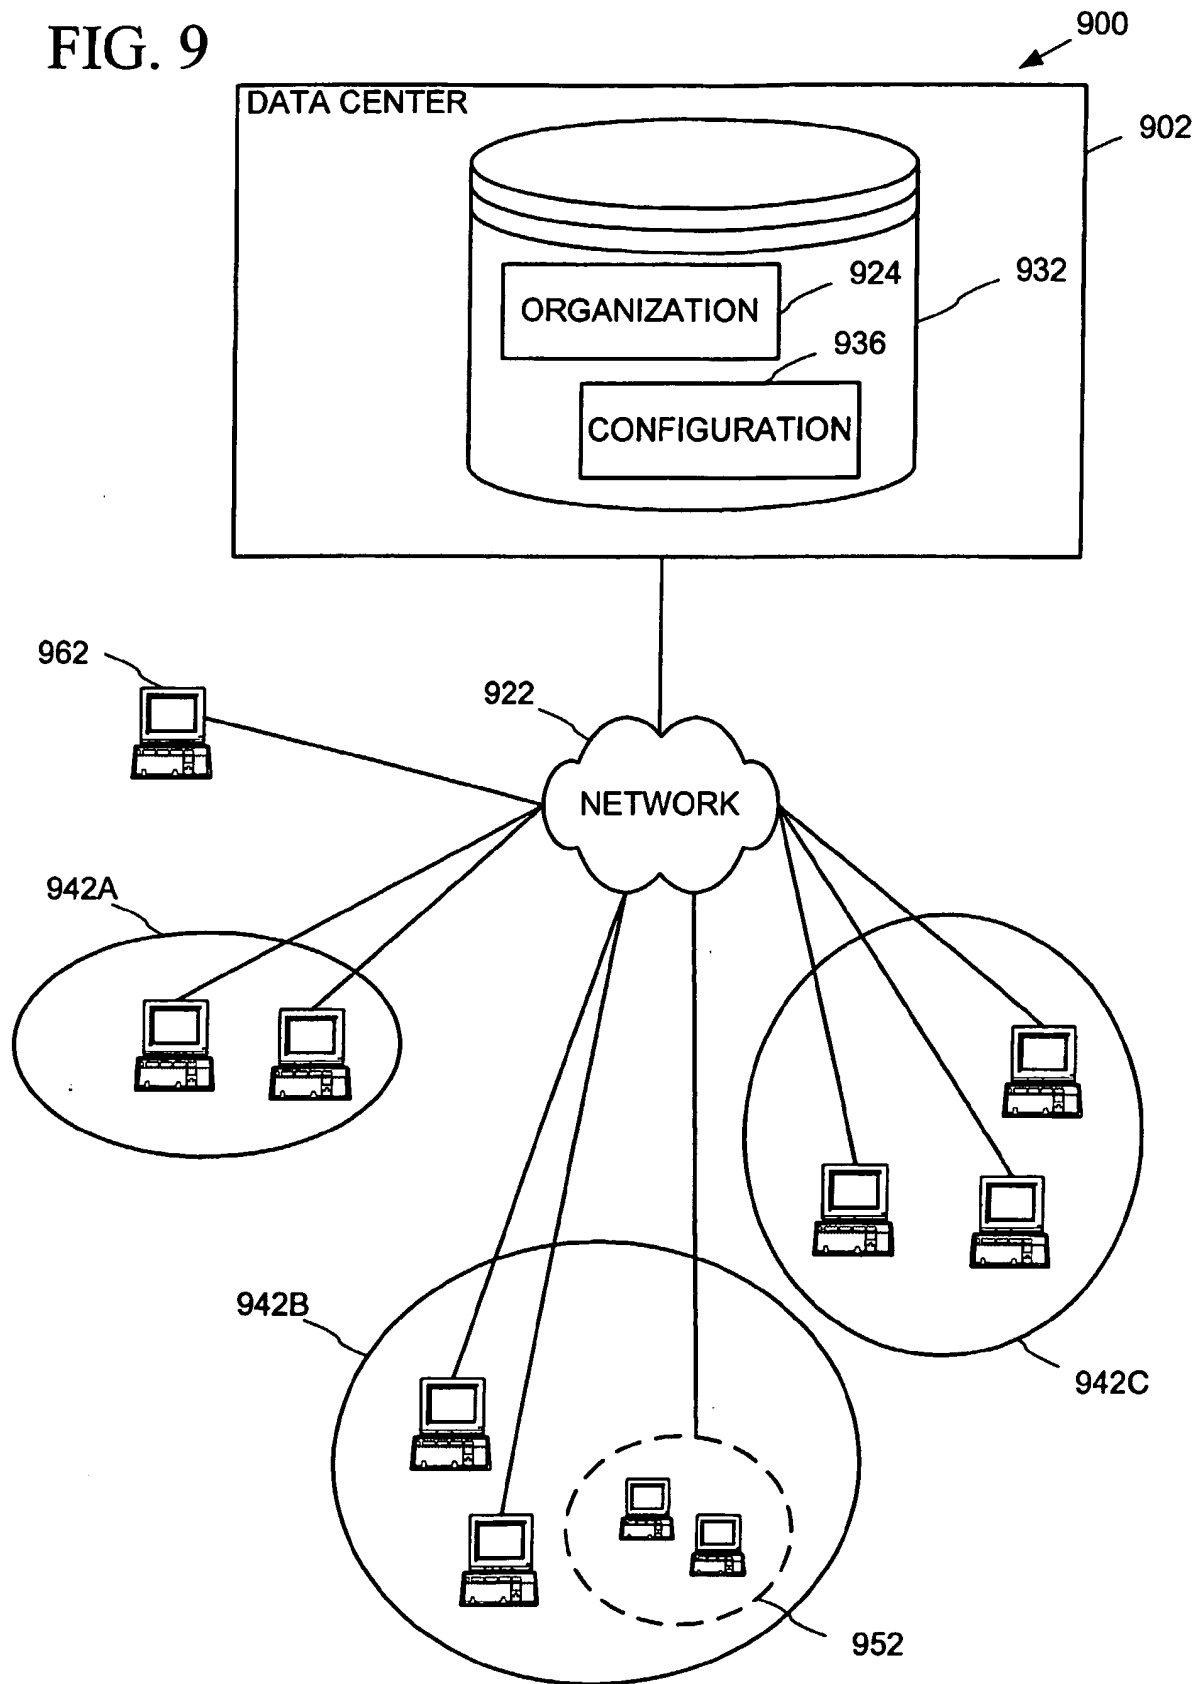 FIG. 9
900
DATA CENTER
902
924
932
ORGANIZATION
936
CONFIGURATION
962
922
NETWORK
942A
942B
942C
952